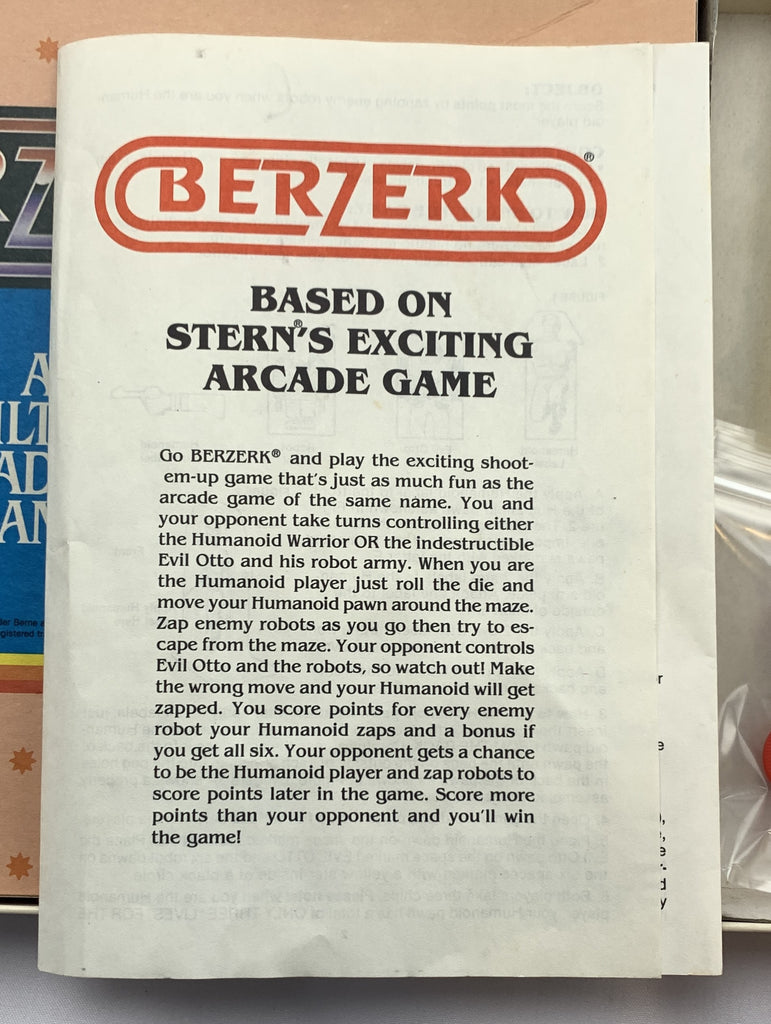 BERZERK®
BASED ON
STERN®'S EXCITING
ARCADE GAME
Go BERZERK® and play the exciting shoot-
em-up game that's just as much fun as the
arcade game of the same name. You and
your opponent take turns controlling either
the Humanoid Warrior OR the indestructible
Evil Otto and his robot army. When you are
the Humanoid player just roll the die and
move your Humanoid pawn around the maze.
Zap enemy robots as you go then try to es-
cape from the maze. Your opponent controls
Evil Otto and the robots, so watch out! Make
the wrong move and your Humanoid will get
zapped. You score points for every enemy
robot your Humanoid zaps and a bonus if
you get all six. Your opponent gets a chance
to be the Humanoid player and zap robots to
score points later in the game. Score more
points than your opponent and you'll win
the game!